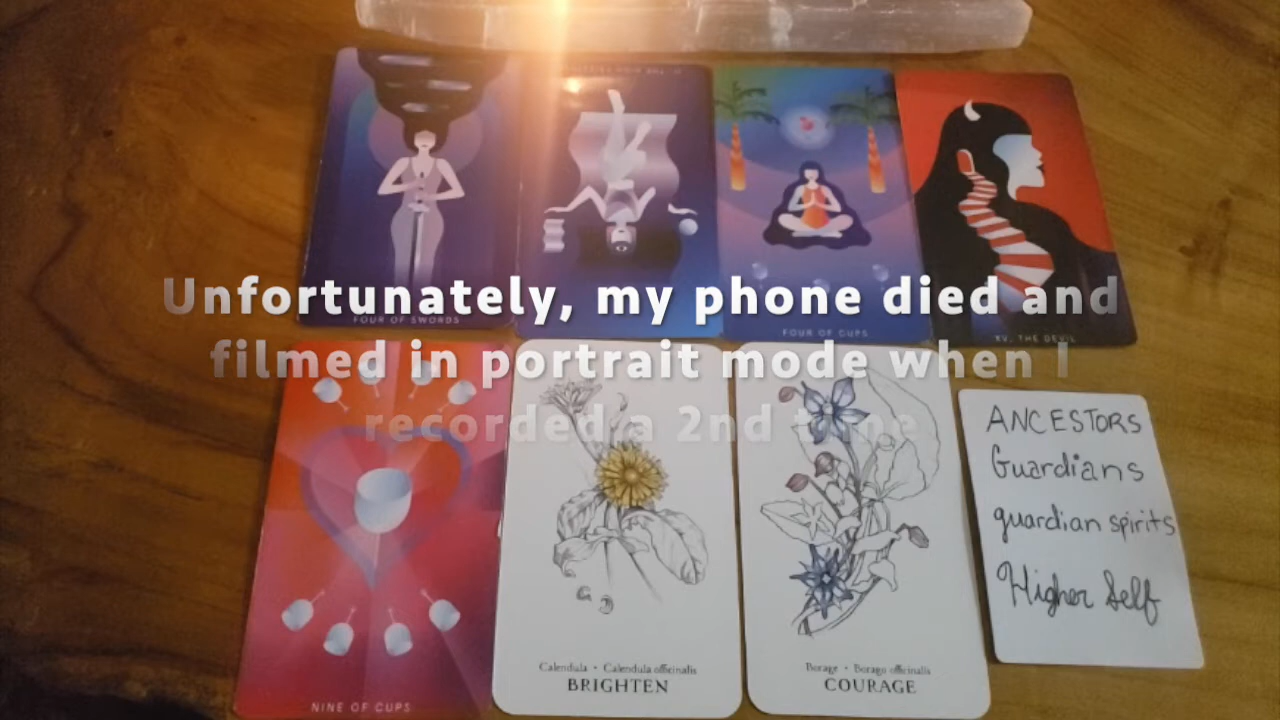 FOUR OF SWORDS
FOUR OF CUPS
XV. THE DEVIL
Unfortunately, my phone died and
filmed in portrait mode when I
recorded a 2nd time
NINE OF CUPS
Calendula • Calendula officinalis
BRIGHTEN
Borage • Borago officinalis
COURAGE
ANCESTORS
Guardians
guardian spirits
Higher Self